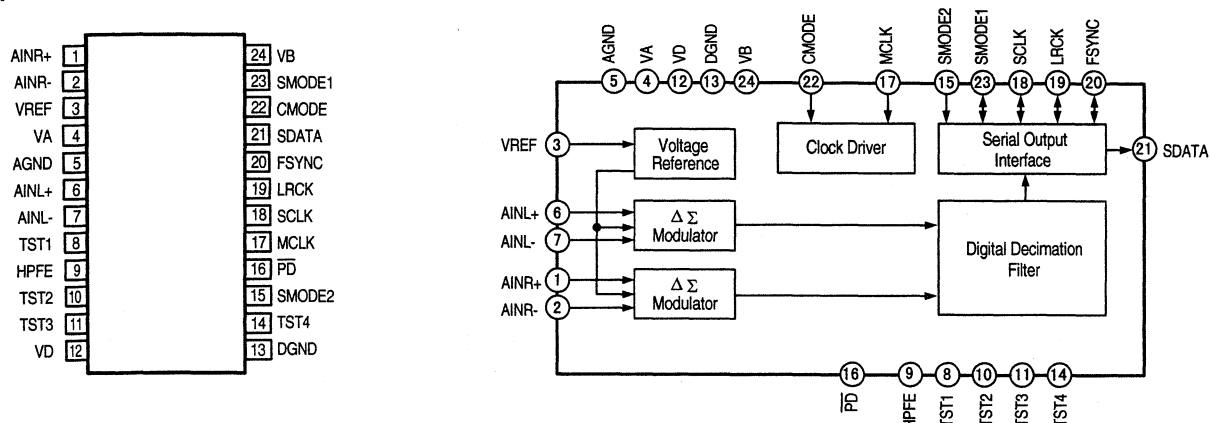 AINR+ 1
AINR- 2
VREF 3
VA 4
AGND 5
AINL+ 6
AINL- 7
TST1 8
HPFE 9
TST2 10
TST3 11
VD 12
24 VB
23 SMODE1
22 CMODE
21 SDATA
20 FSYNC
19 LRCK
18 SCLK
17 MCLK
16 PD
15 SMODE2
14 TST4
13 DGND
AGND
VA
VD
DGND
VB
CMODE
MCLK
SMODE2
SMODE1
SCLK
LRCK
FSYNC
5 4 12 13 24 22 17 15 23 18 19 20
VREF 3
Voltage
Reference
Clock Driver
Serial Output
Interface
21 SDATA
AINL+ 6
AINL- 7
Δ Σ
Modulator
Digital Decimation
Filter
AINR+ 1
AINR- 2
Δ Σ
Modulator
16 9 8 10 11 14
PD
HPFE
TST1
TST2
TST3
TST4